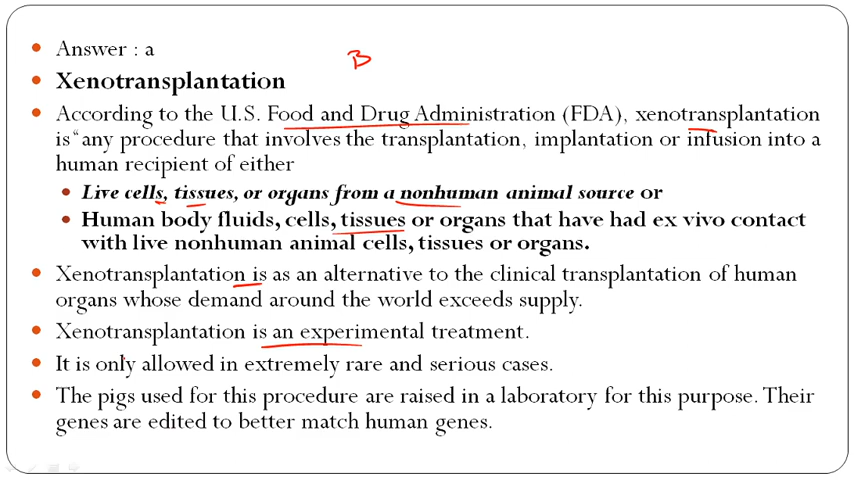 Answer : a
B
Xenotransplantation
According to the U.S. Food and Drug Administration (FDA), xenotransplantation
is “any procedure that involves the transplantation, implantation or infusion into a
human recipient of either
Live cells, tissues, or organs from a nonhuman animal source or
Human body fluids, cells, tissues or organs that have had ex vivo contact
with live nonhuman animal cells, tissues or organs.
Xenotransplantation is as an alternative to the clinical transplantation of human
organs whose demand around the world exceeds supply.
Xenotransplantation is an experimental treatment.
It is only allowed in extremely rare and serious cases.
The pigs used for this procedure are raised in a laboratory for this purpose. Their
genes are edited to better match human genes.